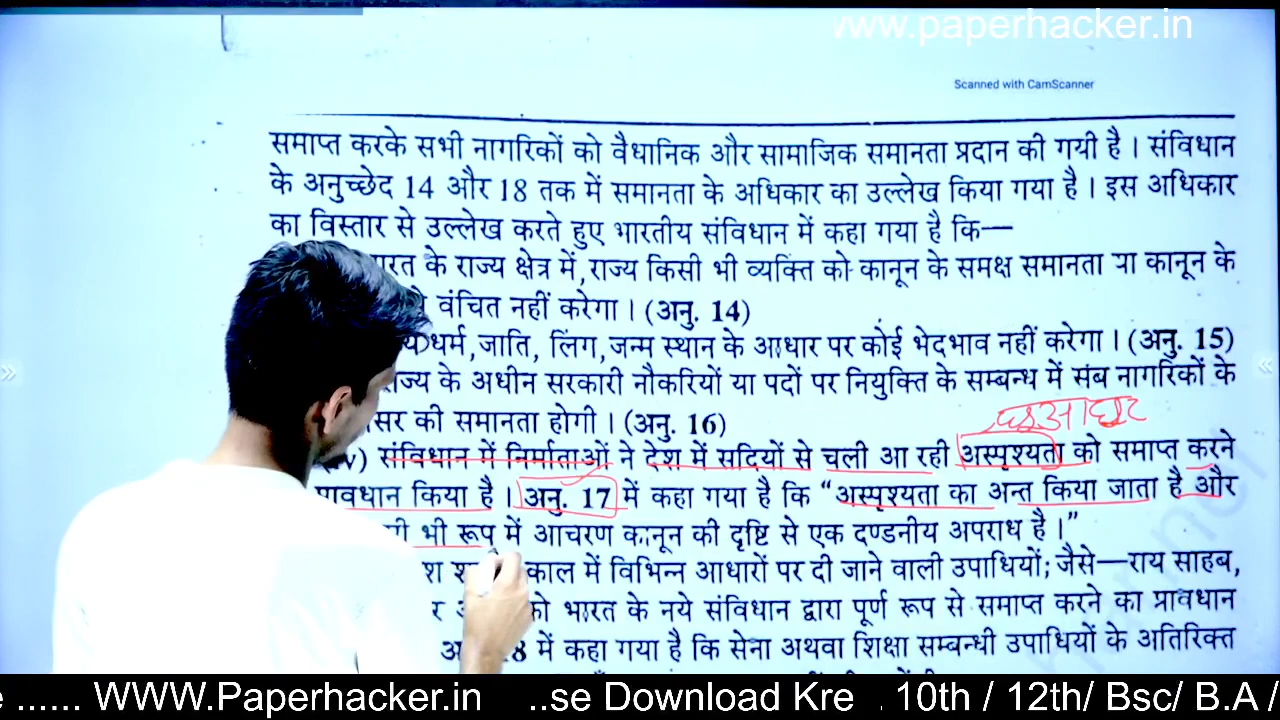 www.paperhacker.in
Scanned with CamScanner
समाप्त करके सभी नागरिकों को वैधानिक और सामाजिक समानता प्रदान की गयी है। संविधान
के अनुच्छेद 14 और 18 तक में समानता के अधिकार का उल्लेख किया गया है। इस अधिकार
का विस्तार से उल्लेख करते हुए भारतीय संविधान में कहा गया है कि—
रत के राज्य क्षेत्र में, राज्य किसी भी व्यक्ति को कानून के समक्ष समानता या कानून के
वंचित नहीं करेगा। (अनु. 14)
धर्म, जाति, लिंग, जन्म स्थान के आधार पर कोई भेदभाव नहीं करेगा। (अनु. 15)
राज्य के अधीन सरकारी नौकरियों या पदों पर नियुक्ति के सम्बन्ध में सब नागरिकों के
सर की समानता होगी। (अनु. 16)
संविधान में निर्माताओं ने देश में सदियों से चली आ रही अस्पृश्यता को समाप्त करने
प्रावधान किया है। अनु. 17 में कहा गया है कि “अस्पृश्यता का अन्त किया जाता है और
भी रूप में आचरण कानून की दृष्टि से एक दण्डनीय अपराध है।”
काल में विभिन्न आधारों पर दी जाने वाली उपाधियों; जैसे—राय साहब,
को भारत के नये संविधान द्वारा पूर्ण रूप से समाप्त करने का प्रावधान
8 में कहा गया है कि सेना अथवा शिक्षा सम्बन्धी उपाधियों के अतिरिक्त
e ...... WWW.Paperhacker.in ..se Download Kre . 10th / 12th/ Bsc/ B.A /